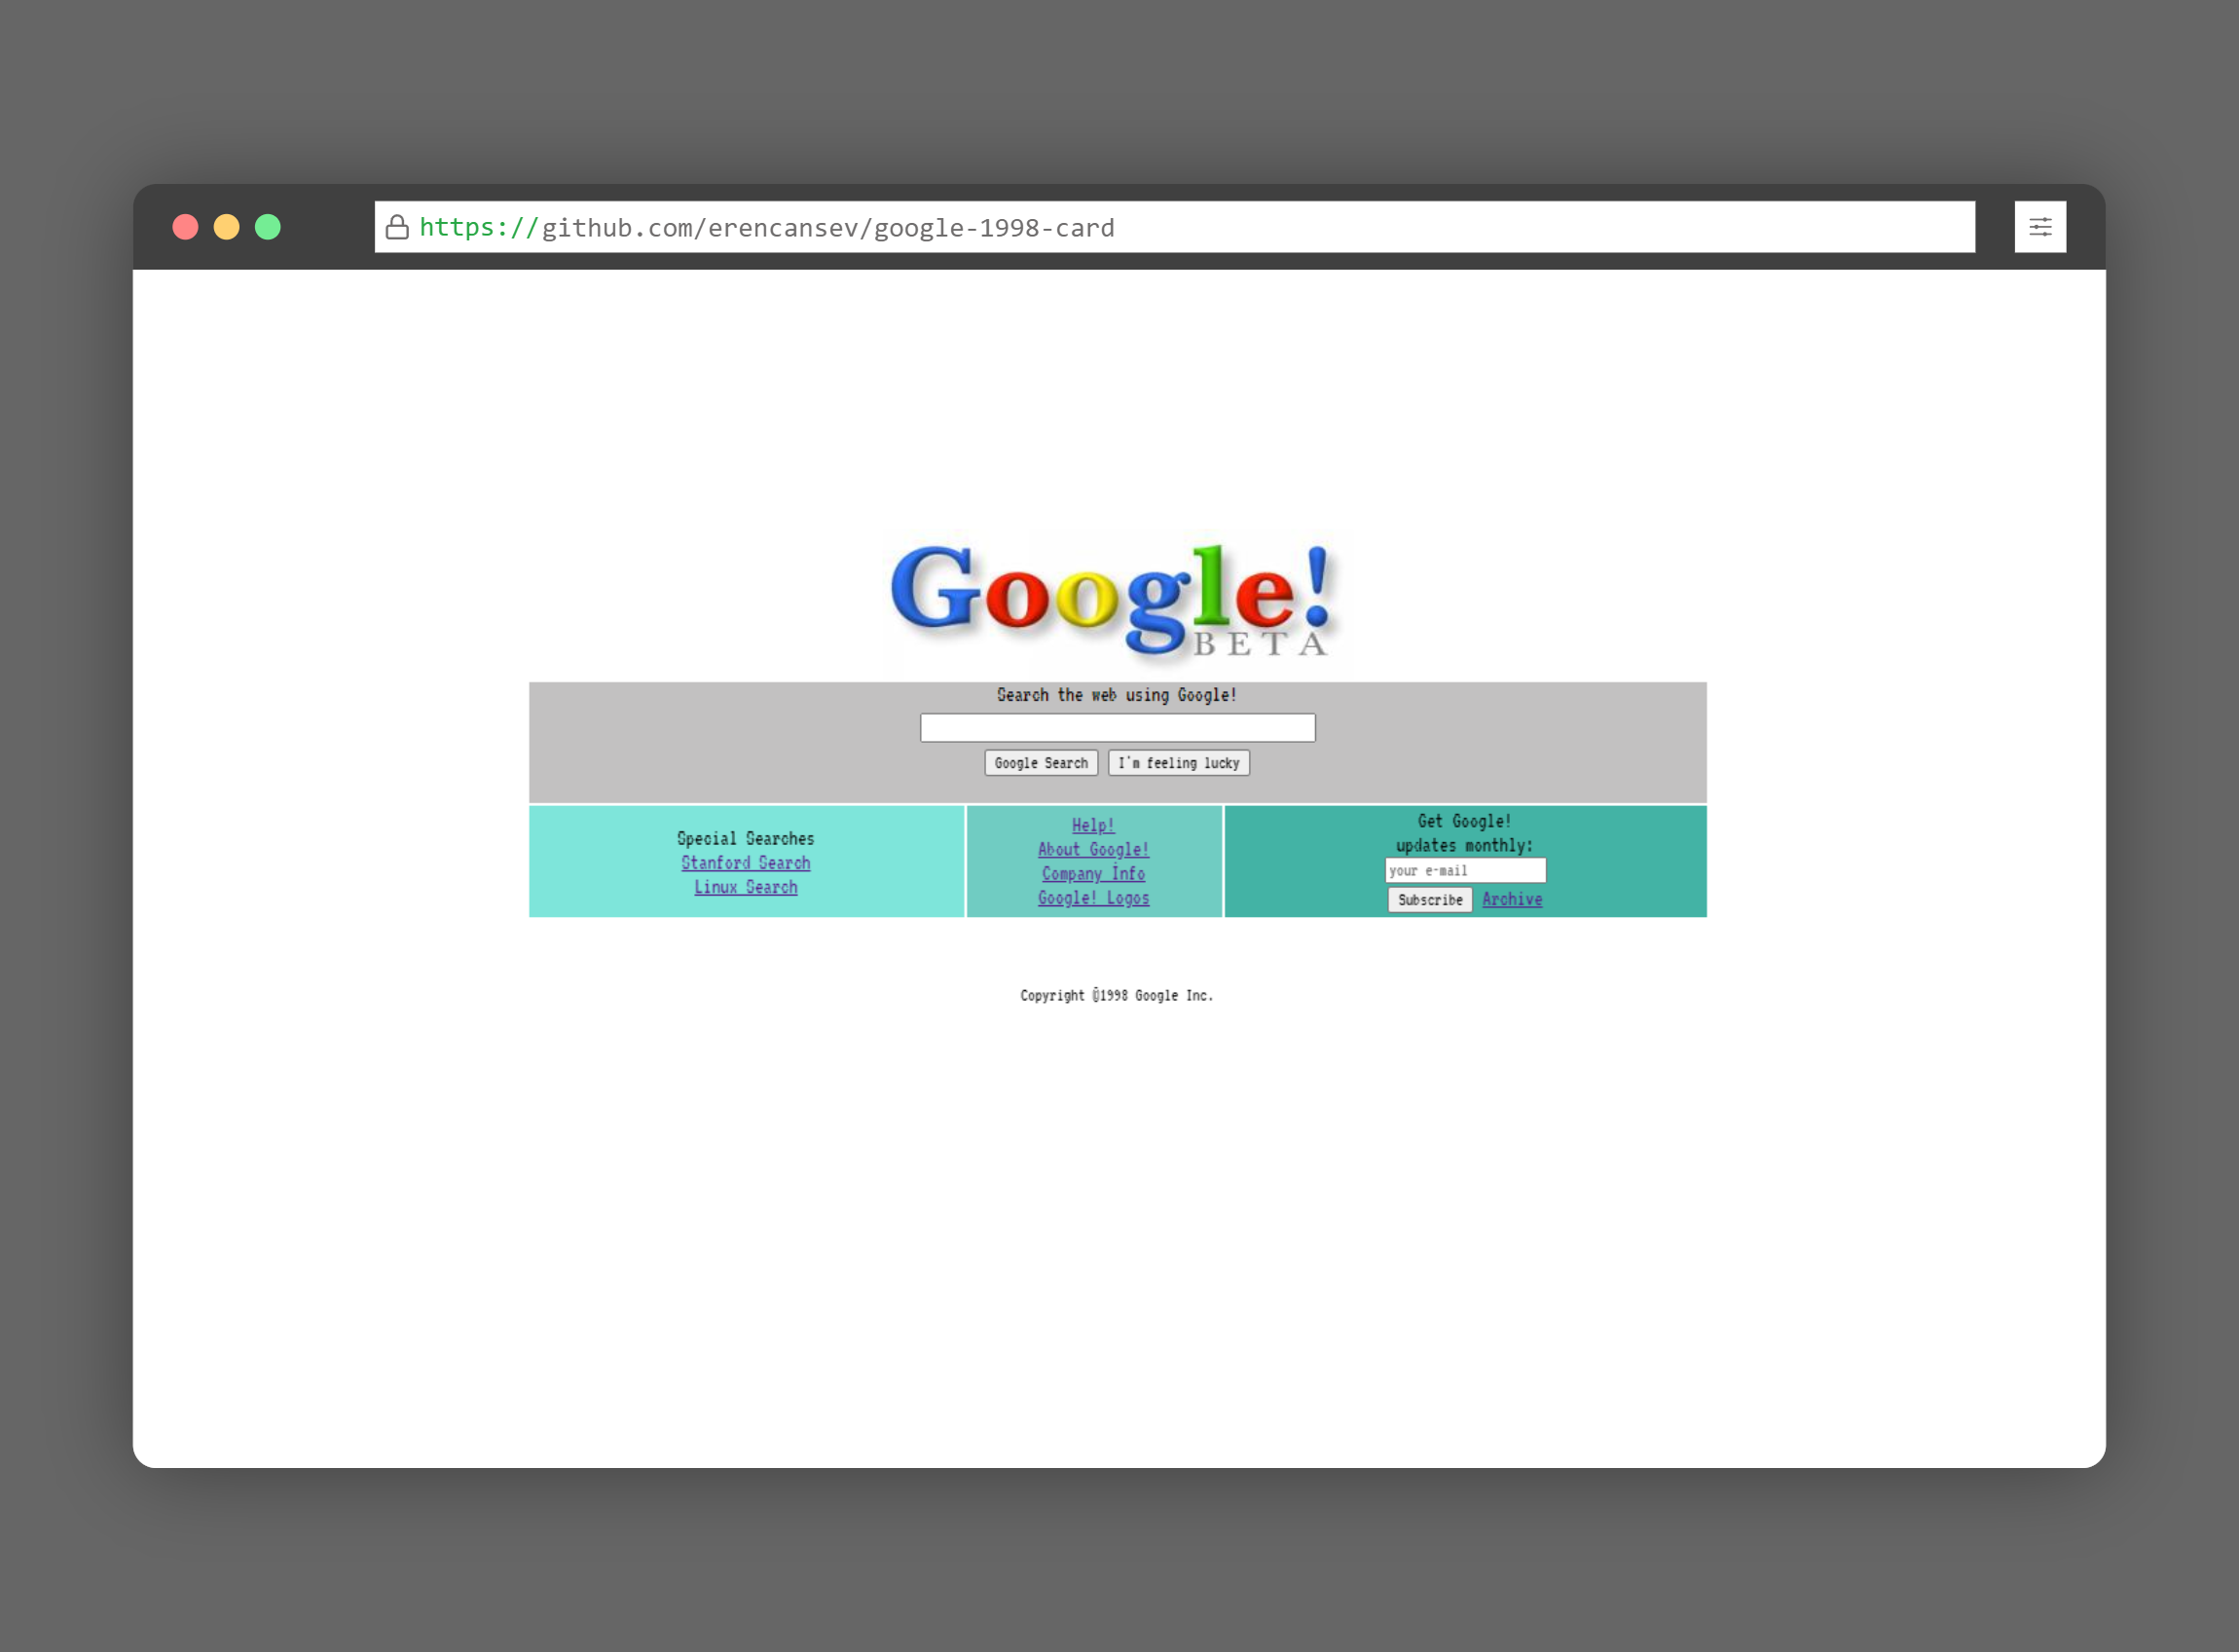 https://github.com/erencansev/google-1998-card
Google!
BETA
Search the web using Google!
Google Search I'm feeling lucky
Special Searches
Stanford Search
Linux Search
Help!
About Google!
Company İnfo
Google! Logos
Get Google!
updates monthly:
your e-mail
Subscribe Archive
Copyright ©1998 Google Inc.